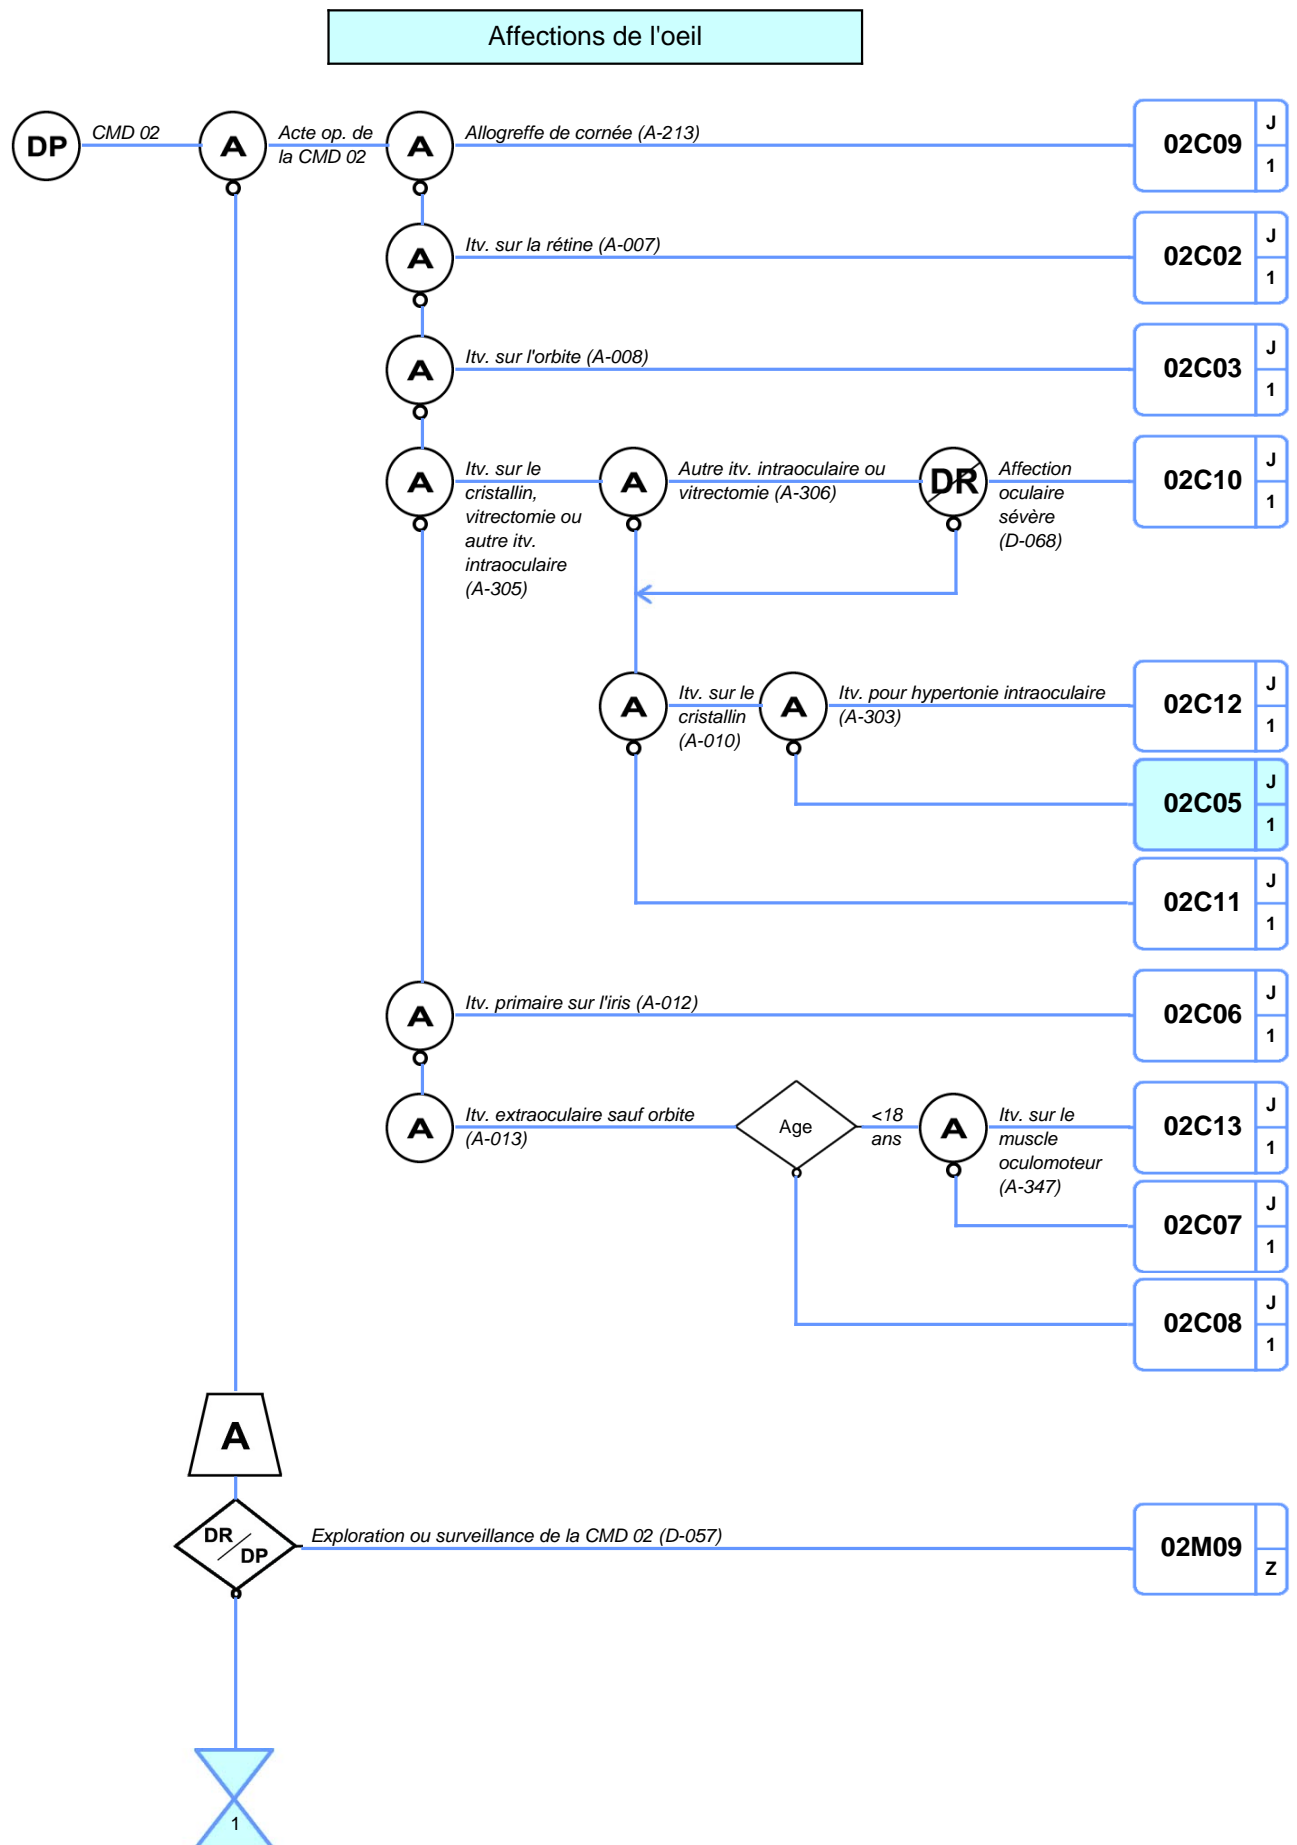 Affections de l'oeil
DP
CMD 02
A
Acte op. de
la CMD 02
A
Allogreffe de cornée (A-213)
02C09
J
1
A
Itv. sur la rétine (A-007)
02C02
J
1
A
Itv. sur l'orbite (A-008)
02C03
J
1
A
Itv. sur le
cristallin,
vitrectomie ou
autre itv.
intraoculaire
(A-305)
A
Autre itv. intraoculaire ou
vitrectomie (A-306)
DR
Affection
oculaire
sévère
(D-068)
02C10
J
1
A
Itv. sur le
cristallin
(A-010)
A
Itv. pour hypertonie intraoculaire
(A-303)
02C12
J
1
02C05
J
1
02C11
J
1
A
Itv. primaire sur l'iris (A-012)
02C06
J
1
A
Itv. extraoculaire sauf orbite
(A-013)
Age
<18
ans
A
Itv. sur le
muscle
oculomoteur
(A-347)
02C13
J
1
02C07
J
1
02C08
J
1
A
DR
DP
Exploration ou surveillance de la CMD 02 (D-057)
02M09
Z
1